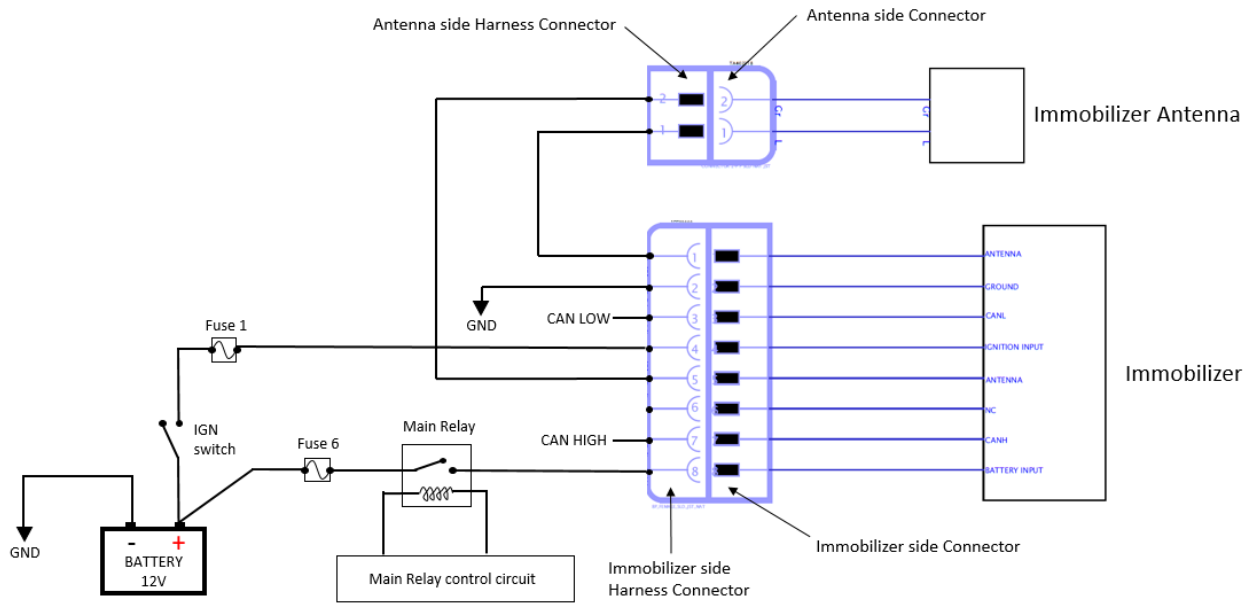 Antenna side Connector
Antenna side Harness Connector
2
2
Gr
Gr
1
1
L
L
Immobilizer Antenna
1
ANTENNA
2
GROUND
GND
CAN LOW
3
CANL
Fuse 1
4
IGNITION INPUT
5
ANTENNA
Immobilizer
6
NC
IGN
switch
Main Relay
CAN HIGH
7
CANH
Fuse 6
8
BATTERY INPUT
GND
- +
BATTERY
12V
Main Relay control circuit
Immobilizer side
Harness Connector
Immobilizer side Connector